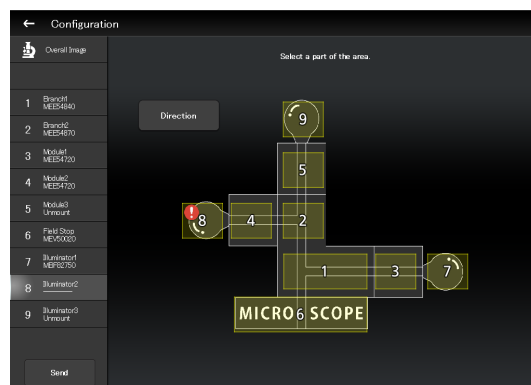 Configuration
Overall Image
Select a part of the area.
1 Branch1
MEE54840
2 Branch2
MEE54870
3 Module1
MEE54720
4 Module2
MEE54720
5 Module3
Unmount
6 Field Stop
MEV50020
7 Illuminator1
MBF82750
8 Illuminator2
9 Illuminator3
Unmount
Send
Direction
9
5
8
4
2
1
3
7
MICRO6 SCOPE